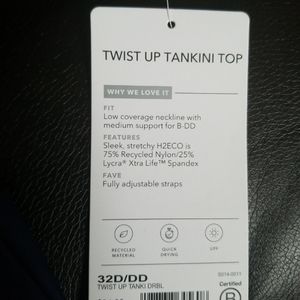 TWIST UP TANKINI TOP
WHY WE LOVE IT
FIT
Low coverage neckline with
medium support for B-DD
FEATURES
Sleek, stretchy H2ECO is
75% Recycled Nylon/25%
Lycra® Xtra Life™ Spandex
FAVE
Fully adjustable straps
RECYCLED
MATERIAL
QUICK
DRYING
UPF
32D/DD
TWIST UP TANKI DRBL
Certified
B